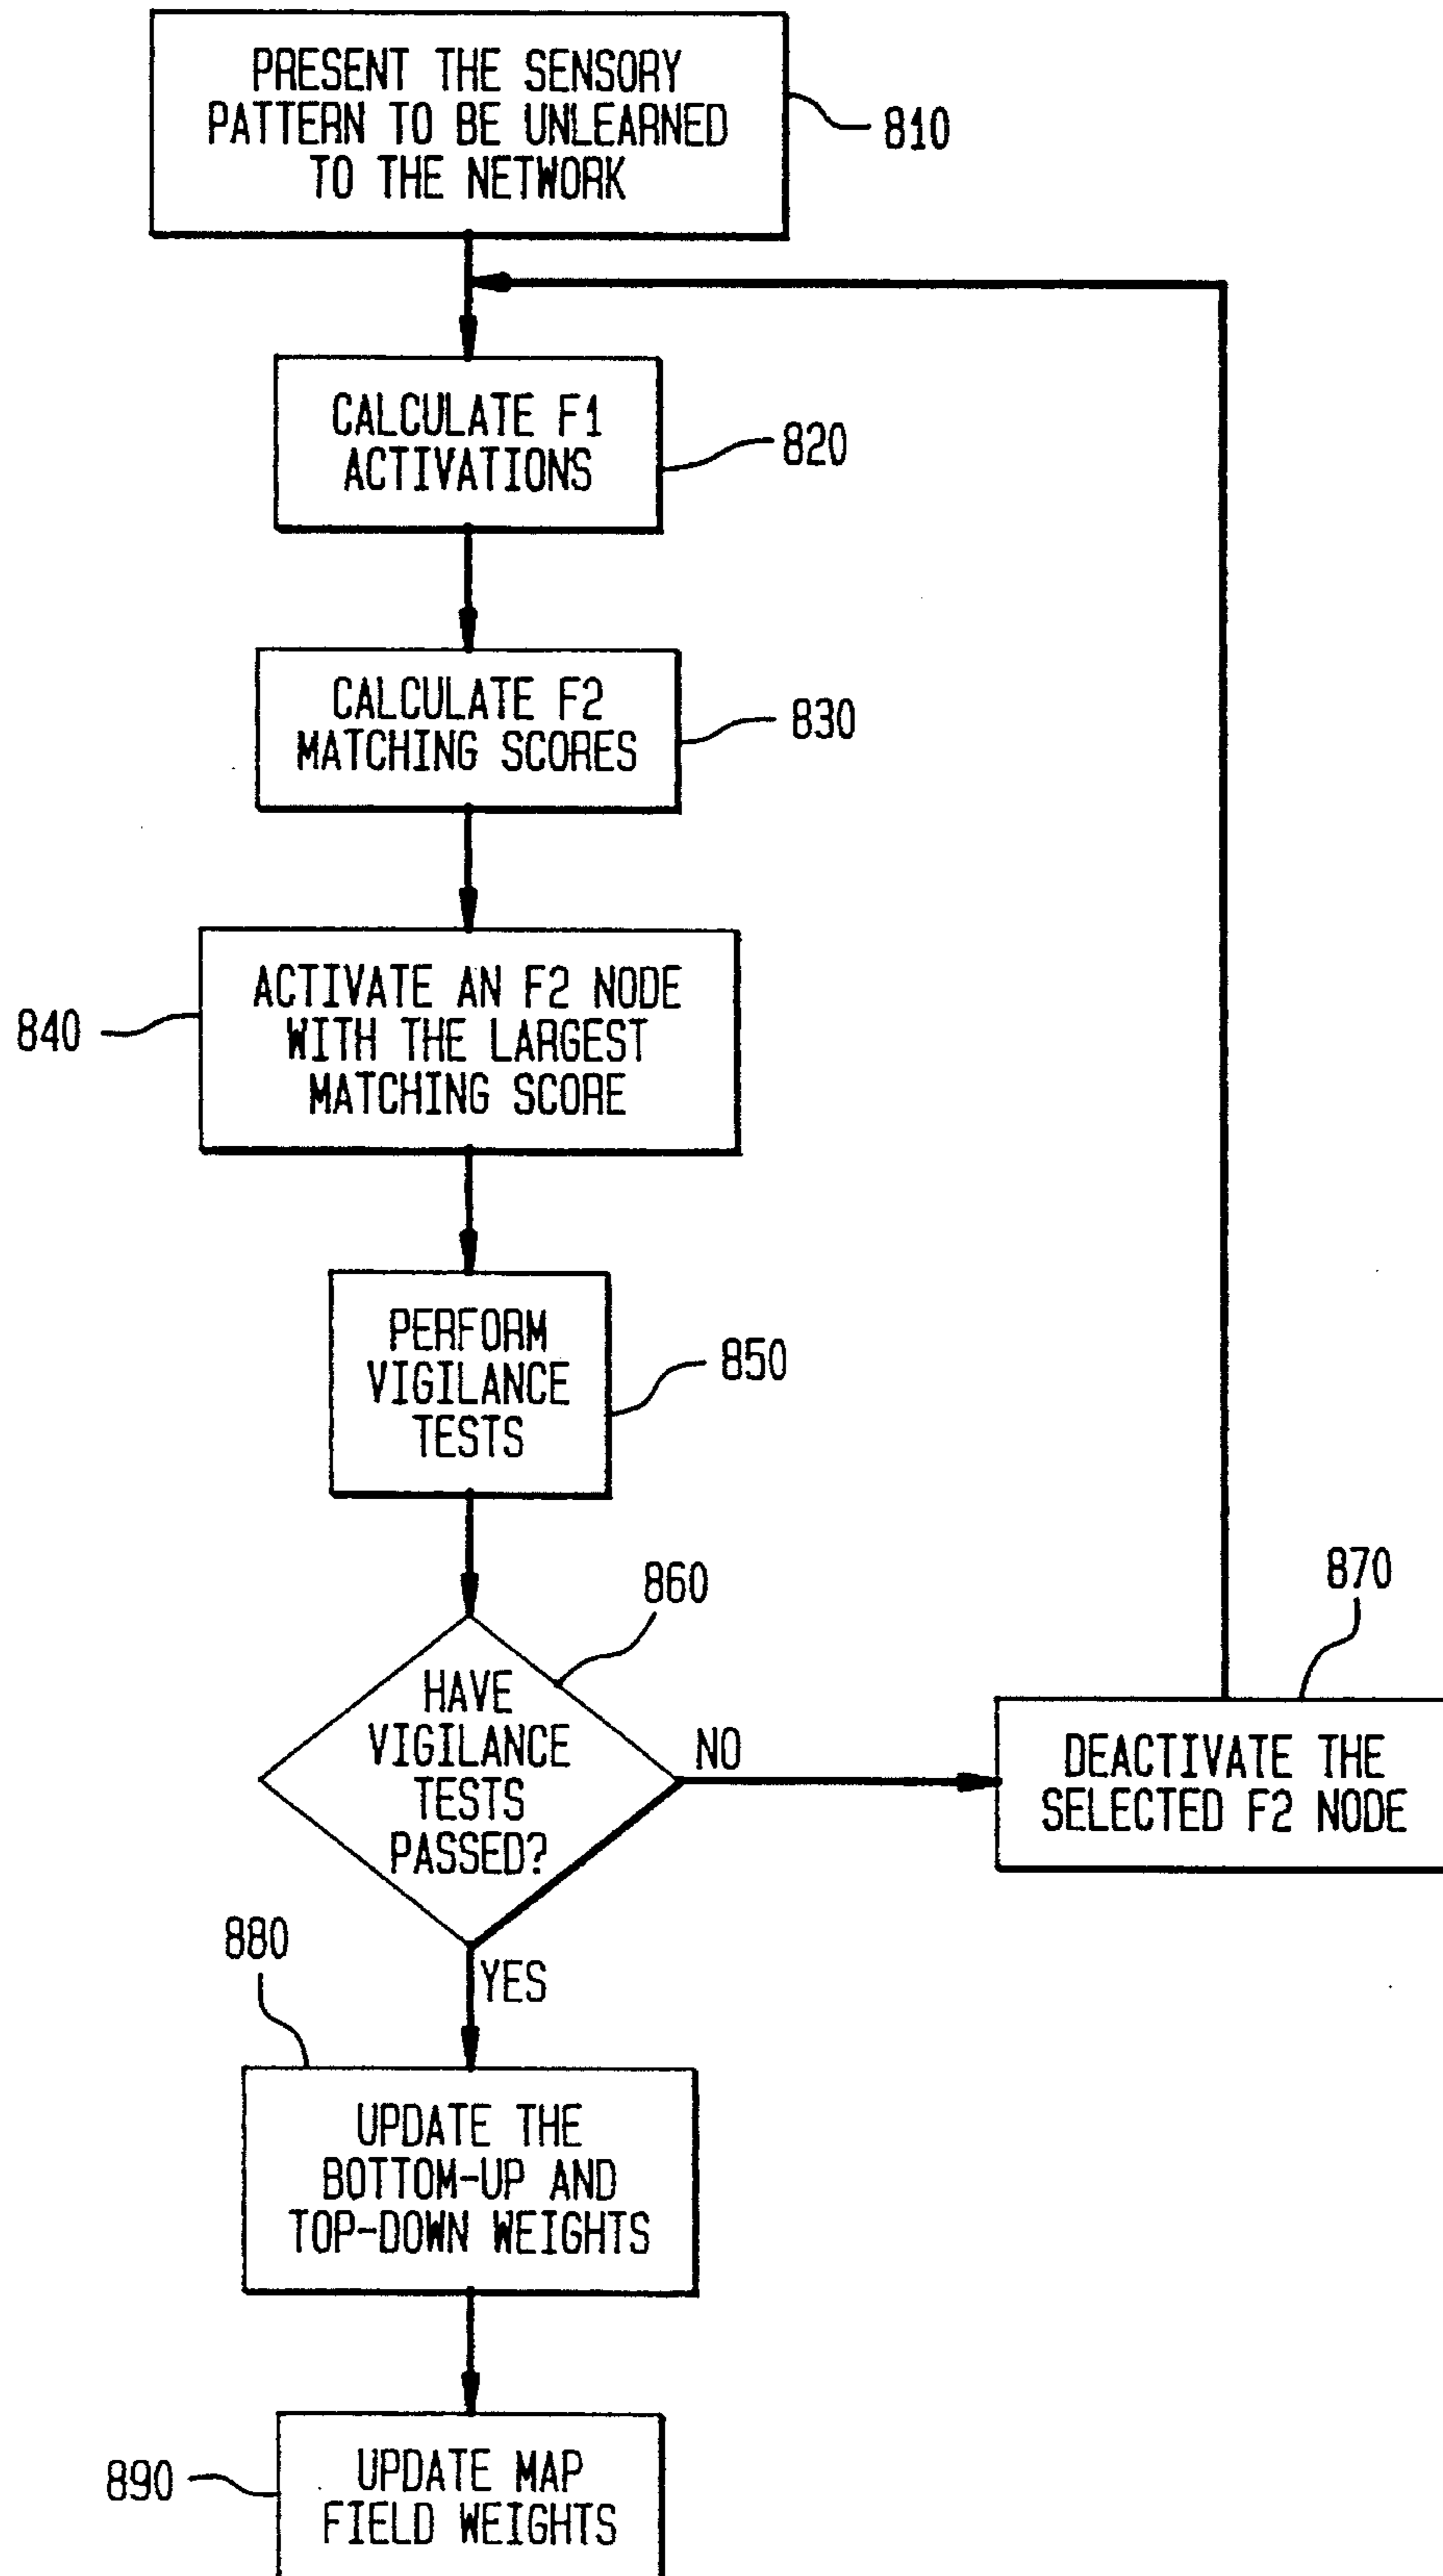 PRESENT THE SENSORY
PATTERN TO BE UNLEARNED
TO THE NETWORK
810
CALCULATE F1
ACTIVATIONS
820
CALCULATE F2
MATCHING SCORES
830
ACTIVATE AN F2 NODE
WITH THE LARGEST
MATCHING SCORE
840
PERFORM
VIGILANCE
TESTS
850
HAVE
VIGILANCE
TESTS
PASSED?
860
NO
870
DEACTIVATE THE
SELECTED F2 NODE
YES
880
UPDATE THE
BOTTOM-UP AND
TOP-DOWN WEIGHTS
890
UPDATE MAP
FIELD WEIGHTS